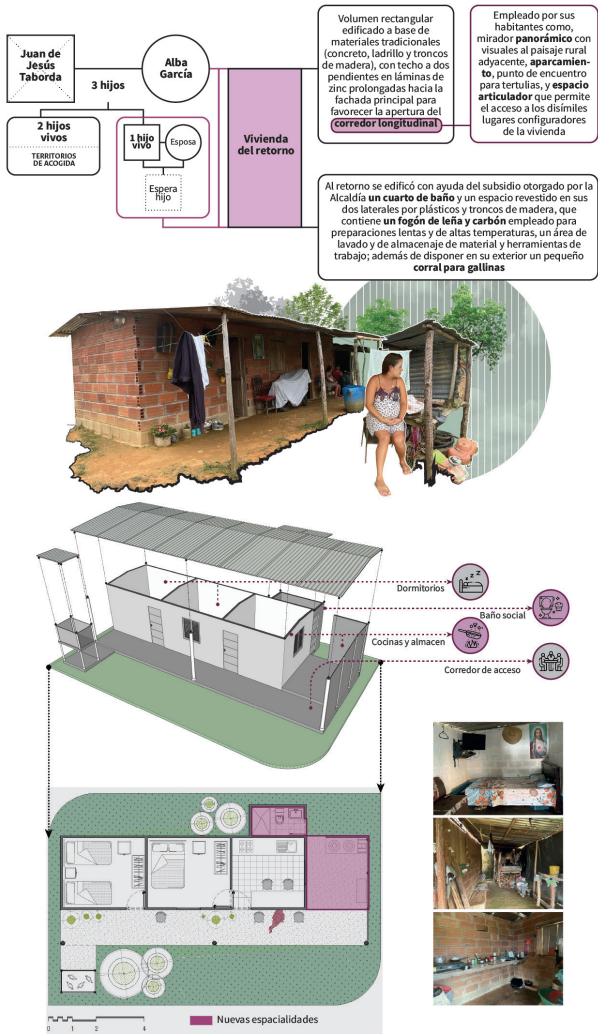 Juan de
Jesús
Taborda
Alba
García
3 hijos
2 hijos
vivos
TERRITORIOS
DE ACOGIDA
1 hijo
vivo
Esposa
Espera
hijo
Vivienda
del retorno
Volumen rectangular
edificado a base de
materiales tradicionales
(concreto, ladrillo y troncos
de madera), con techo a dos
pendientes en láminas de
zinc prolongadas hacia la
fachada principal para
favorecer la apertura del
corredor longitudinal
Empleado por sus
habitantes como,
mirador panorámico con
visuales al paisaje rural
adyacente, aparcamien-
to, punto de encuentro
para tertulias, y espacio
articulador que permite
el acceso a los disímiles
lugares configuradores
de la vivienda
Al retorno se edificó con ayuda del subsidio otorgado por la
Alcaldía un cuarto de baño y un espacio revestido en sus
dos laterales por plásticos y troncos de madera, que
contiene un fogón de leña y carbón empleado para
preparaciones lentas y de altas temperaturas, un área de
lavado y de almacenaje de material y herramientas de
trabajo; además de disponer en su exterior un pequeño
corral para gallinas
Dormitorios
Baño social
Cocinas y almacen
Corredor de acceso
0 1 2 4
Nuevas espacialidades